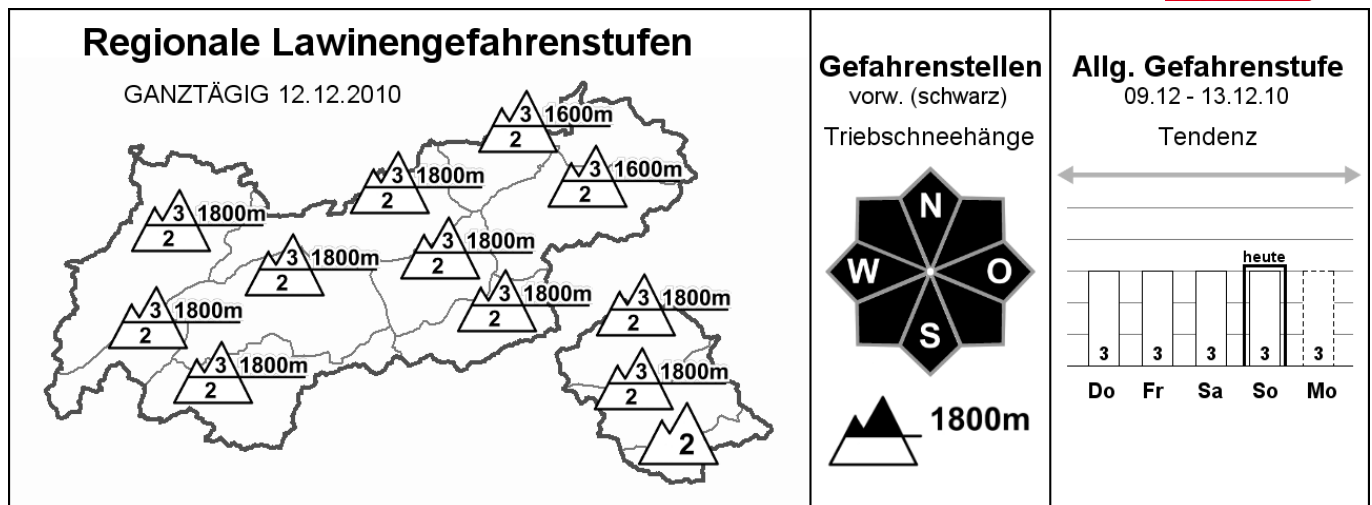 Regionale Lawinengefahrenstufen
GANZTÄGIG 12.12.2010
3 1600m
2
3 1600m
2
3 1800m
2
3 1800m
2
3 1800m
2
3 1800m
2
3 1800m
2
3 1800m
2
3 1800m
2
3 1800m
2
3 1800m
2
2
Gefahrenstellen
vorw. (schwarz)
Triebschneehänge
N
W O
S
1800m
Allg. Gefahrenstufe
09.12 - 13.12.10
Tendenz
heute
3 3 3 3 3
Do Fr Sa So Mo